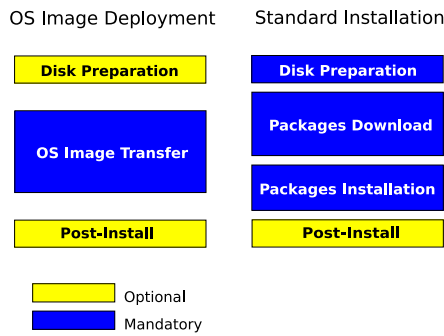 OS Image Deployment
Disk Preparation
OS Image Transfer
Post-Install
Standard Installation
Disk Preparation
Packages Download
Packages Installation
Post-Install
Optional
Mandatory